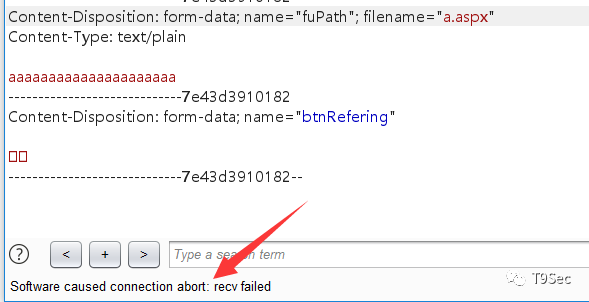 Content-Disposition: form-data; name="fuPath"; filename="a.aspx"
Content-Type: text/plain
aaaaaaaaaaaaaaaaaaaaa
-----------------------------7e43d3910182
Content-Disposition: form-data; name="btnRefering"
□□
-----------------------------7e43d3910182--
? < + > Type a search term
Software caused connection abort: recv failed
T9Sec